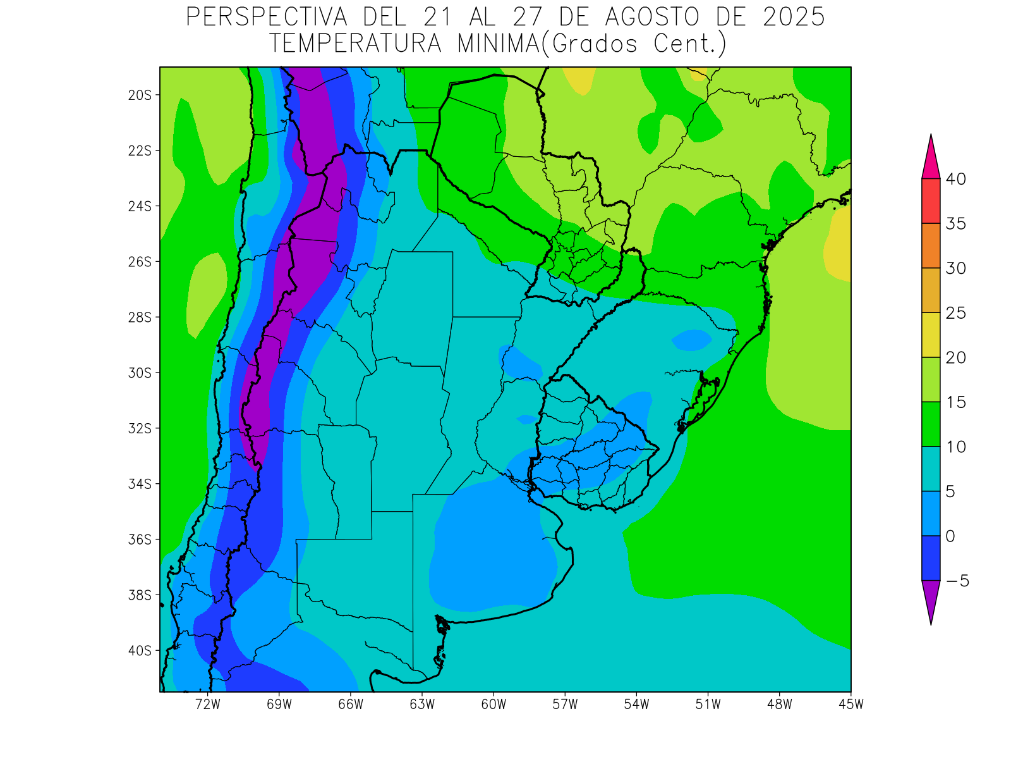 PERSPECTIVA DEL 21 AL 27 DE AGOSTO DE 2025
TEMPERATURA MINIMA(Grados Cent.)
20S
22S
24S
26S
28S
30S
32S
34S
36S
38S
40S
72W 69W 66W 63W 60W 57W 54W 51W 48W 45W
40
35
30
25
20
15
10
5
0
−5